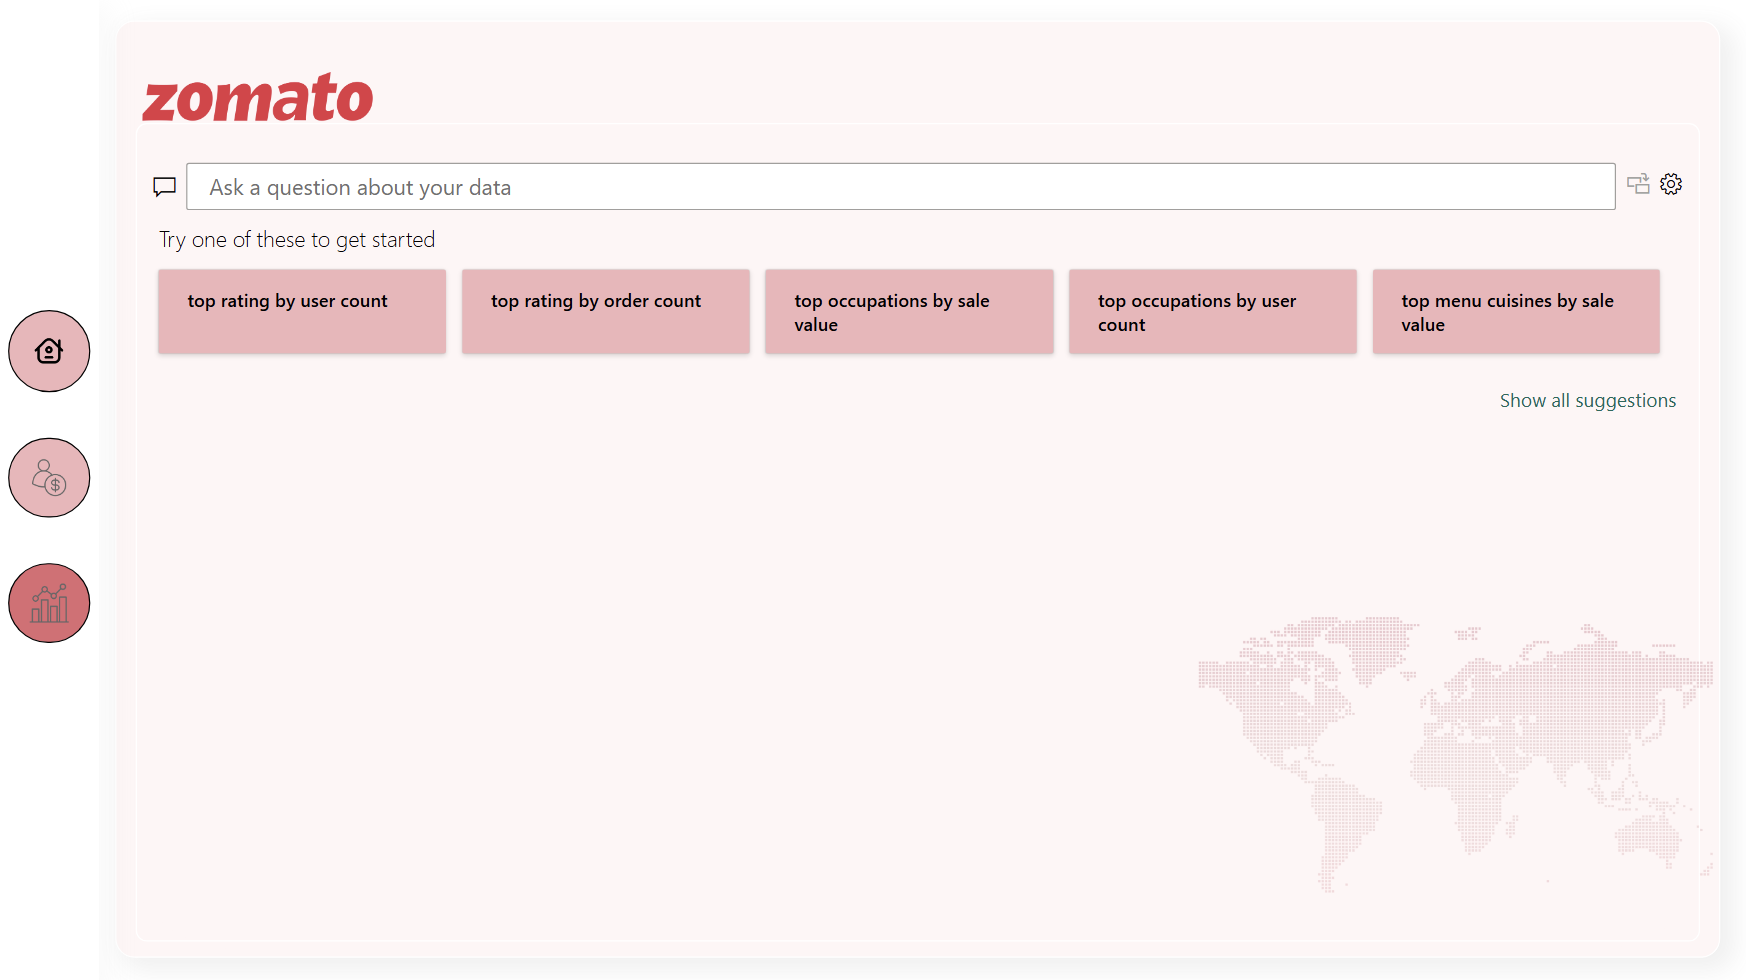 zomato
Ask a question about your data
Try one of these to get started
top rating by user count
top rating by order count
top occupations by sale
value
top occupations by user
count
top menu cuisines by sale
value
Show all suggestions
$